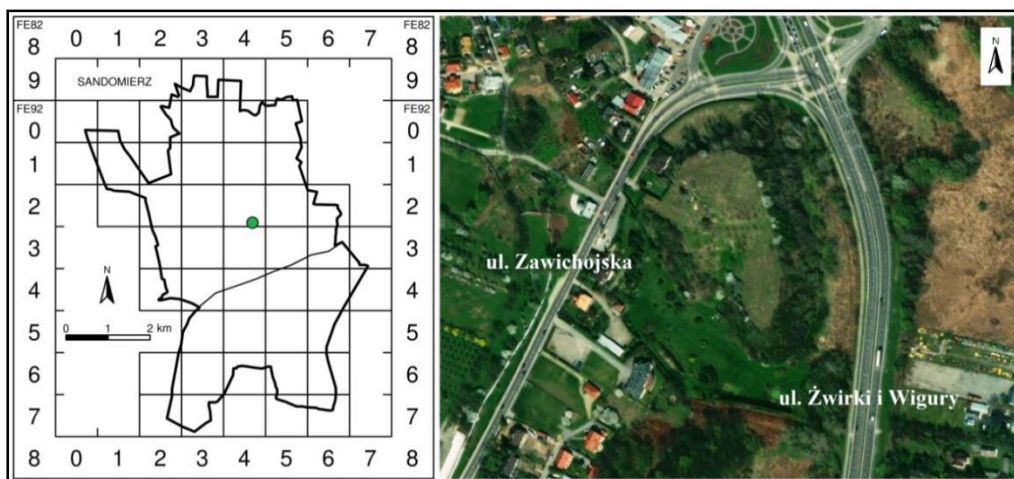 FE82
8 0 1 2 3 4 5 6 7 FE82 8
9 SANDOMIERZ 9
FE92 FE92
0 0
1 1
2 2
3 3
N
4 4
0 1 2 km
5 5
6 6
7 7
8 0 1 2 3 4 5 6 7 8
N
ul. Zawichojska
ul. Żwirki i Wigury